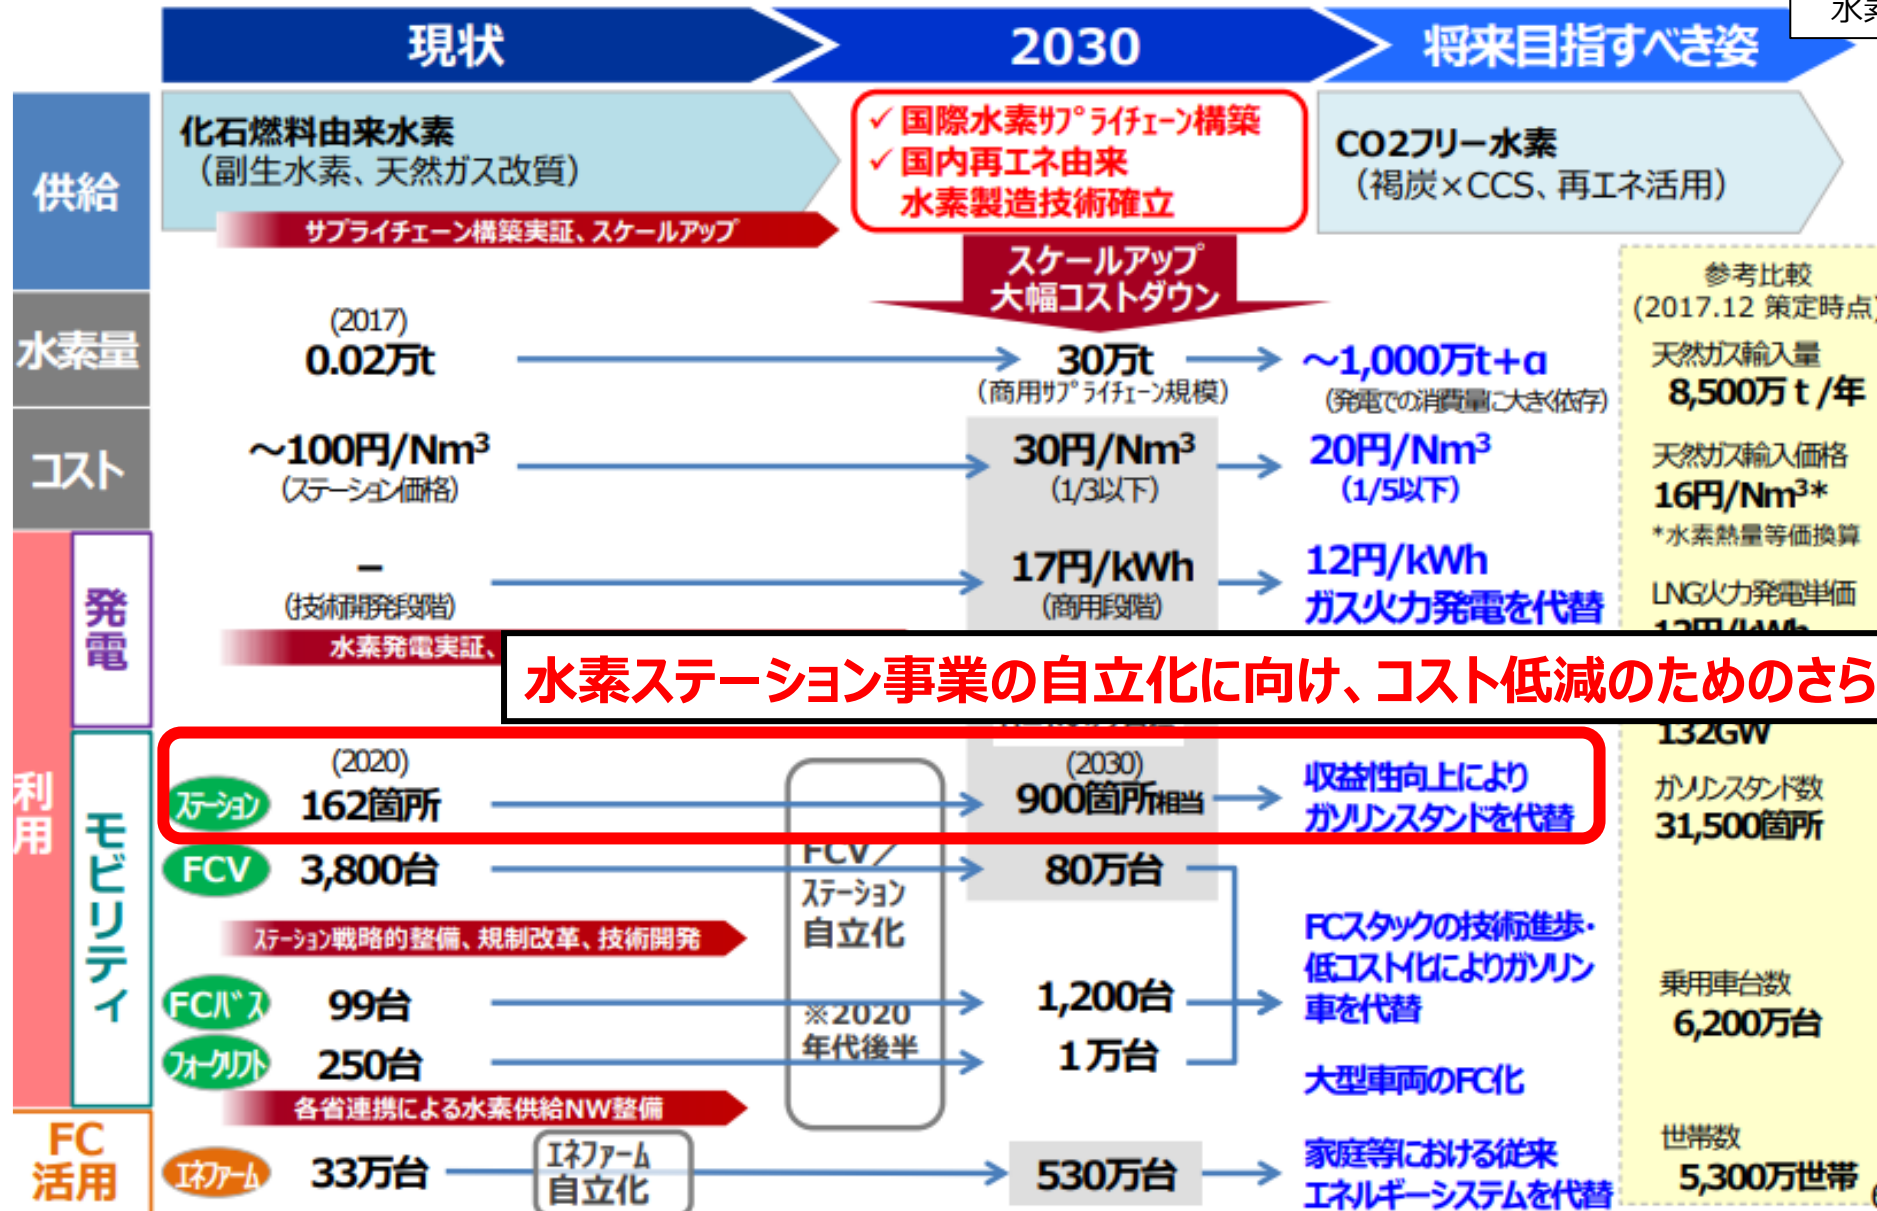 水素
現状
2030
将来目指すべき姿
供給
化石燃料由来水素
（副生水素、天然ガス改質）
サプライチェーン構築実証、スケールアップ
✓ 国際水素ｻﾌﾟﾗｲﾁｪｰﾝ構築
✓ 国内再エネ由来
水素製造技術確立
CO2フリー水素
（褐炭×CCS、再エネ活用）
スケールアップ
大幅コストダウン
参考比較
(2017.12 策定時点)
水素量
(2017)
0.02万t
30万t
（商用ｻﾌﾟﾗｲﾁｪｰﾝ規模）
～1,000万t+α
（発電での消費量に大きく依存）
天然ガス輸入量
8,500万ｔ/年
コスト
～100円/Nm³
（ステーション価格）
30円/Nm³
（1/3以下）
20円/Nm³
（1/5以下）
天然ガス輸入価格
16円/Nm³*
*水素熱量等価換算
利用
発電
－
（技術開発段階）
17円/kWh
（商用段階）
12円/kWh
ガス火力発電を代替
LNG火力発電単価
12円/kWh
水素発電実証、
水素ステーション事業の自立化に向け、コスト低減のためのさら
132GW
モビリティ
ステーション
(2020)
162箇所
(2030)
900箇所相当
収益性向上により
ガソリンスタンドを代替
ガソリンスタンド数
31,500箇所
FCV
3,800台
FCV／
ステーション
自立化
※2020
年代後半
80万台
ステーション戦略的整備、規制改革、技術開発
FCスタックの技術進歩・
低コスト化によりガソリン
車を代替
FCバス
99台
1,200台
乗用車台数
6,200万台
フォークリフト
250台
1万台
大型車両のFC化
各省連携による水素供給NW整備
FC
活用
エネファーム
33万台
エネファーム
自立化
530万台
家庭等における従来
エネルギーシステムを代替
世帯数
5,300万世帯